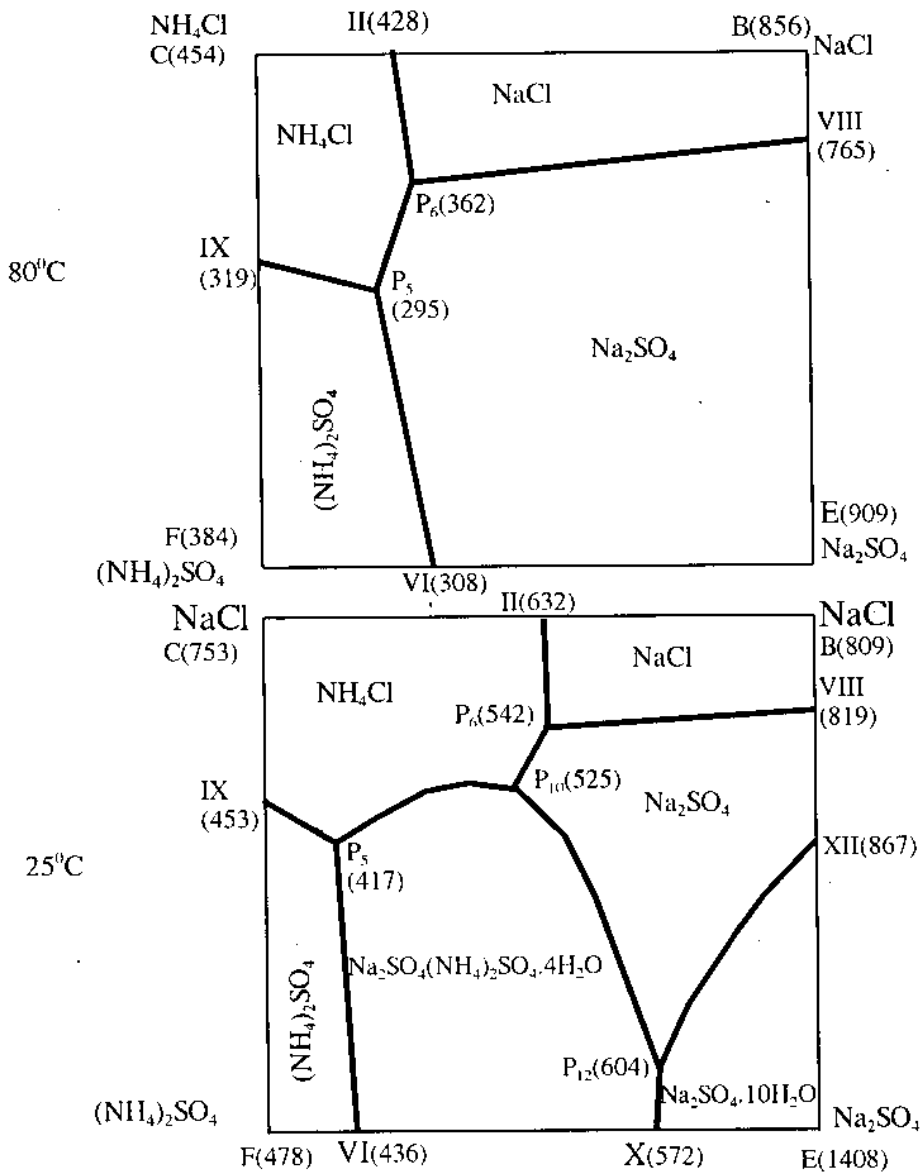 II(428)
B(856)
NH₄Cl
C(454)
NaCl
NaCl
NH₄Cl
VIII
(765)
P₆(362)
80⁰C
IX
(319)
P₅
(295)
Na₂SO₄
(NH₄)₂SO₄
F(384)
(NH₄)₂SO₄
E(909)
Na₂SO₄
VI(308)
II(632)
NaCl
C(753)
NaCl
B(809)
NaCl
NH₄Cl
VIII
(819)
P₆(542)
IX
(453)
P₁₀(525)
Na₂SO₄
25⁰C
P₅
(417)
XII(867)
Na₂SO₄(NH₄)₂SO₄.4H₂O
(NH₄)₂SO₄
P₁₂(604)
Na₂SO₄.10H₂O
(NH₄)₂SO₄
Na₂SO₄
F(478)
VI(436)
X(572)
E(1408)